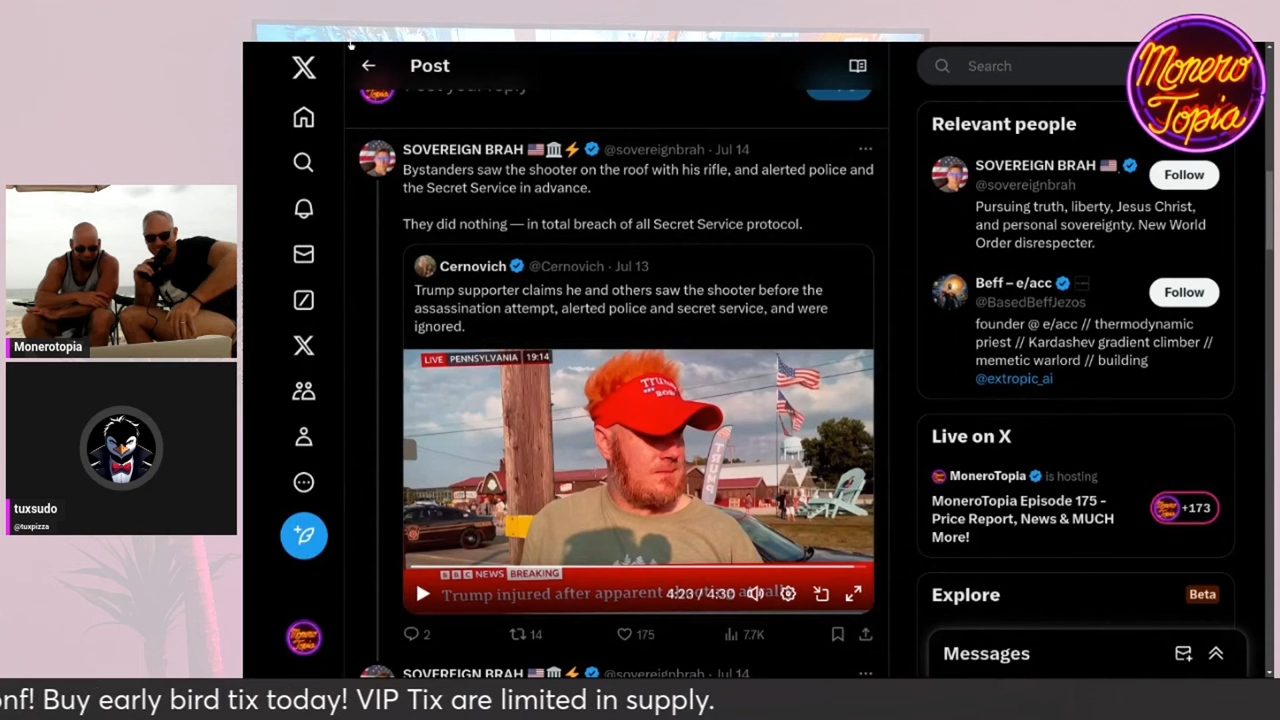 Monero
Topia
Post
Search
SOVEREIGN BRAH @sovereignbrah · Jul 14
Bystanders saw the shooter on the roof with his rifle, and alerted police and
the Secret Service in advance.
They did nothing — in total breach of all Secret Service protocol.
Cernovich @Cernovich · Jul 13
Trump supporter claims he and others saw the shooter before the
assassination attempt, alerted police and secret service, and were
ignored.
LIVE PENNSYLVANIA 19:14
Trump
TRUMP
BBC NEWS BREAKING
Trump injured after apparent
4:23 / 4:30
2
14
175
7.7K
SOVEREIGN BRAH @sovereignbrah · Jul 14
Relevant people
SOVEREIGN BRAH
@sovereignbrah
Follow
Pursuing truth, liberty, Jesus Christ,
and personal sovereignty. New World
Order disrespecter.
Beff – e/acc
@BasedBeffJezos
Follow
founder @ e/acc // thermodynamic
priest // Kardashev gradient climber //
memetic warlord // building
@extropic_ai
Live on X
MoneroTopia is hosting
MoneroTopia Episode 175 -
Price Report, News & MUCH
More!
+173
Explore
Beta
Messages
Monerotopia
tuxsudo
@tuxpizza
onf! Buy early bird tix today! VIP Tix are limited in supply.